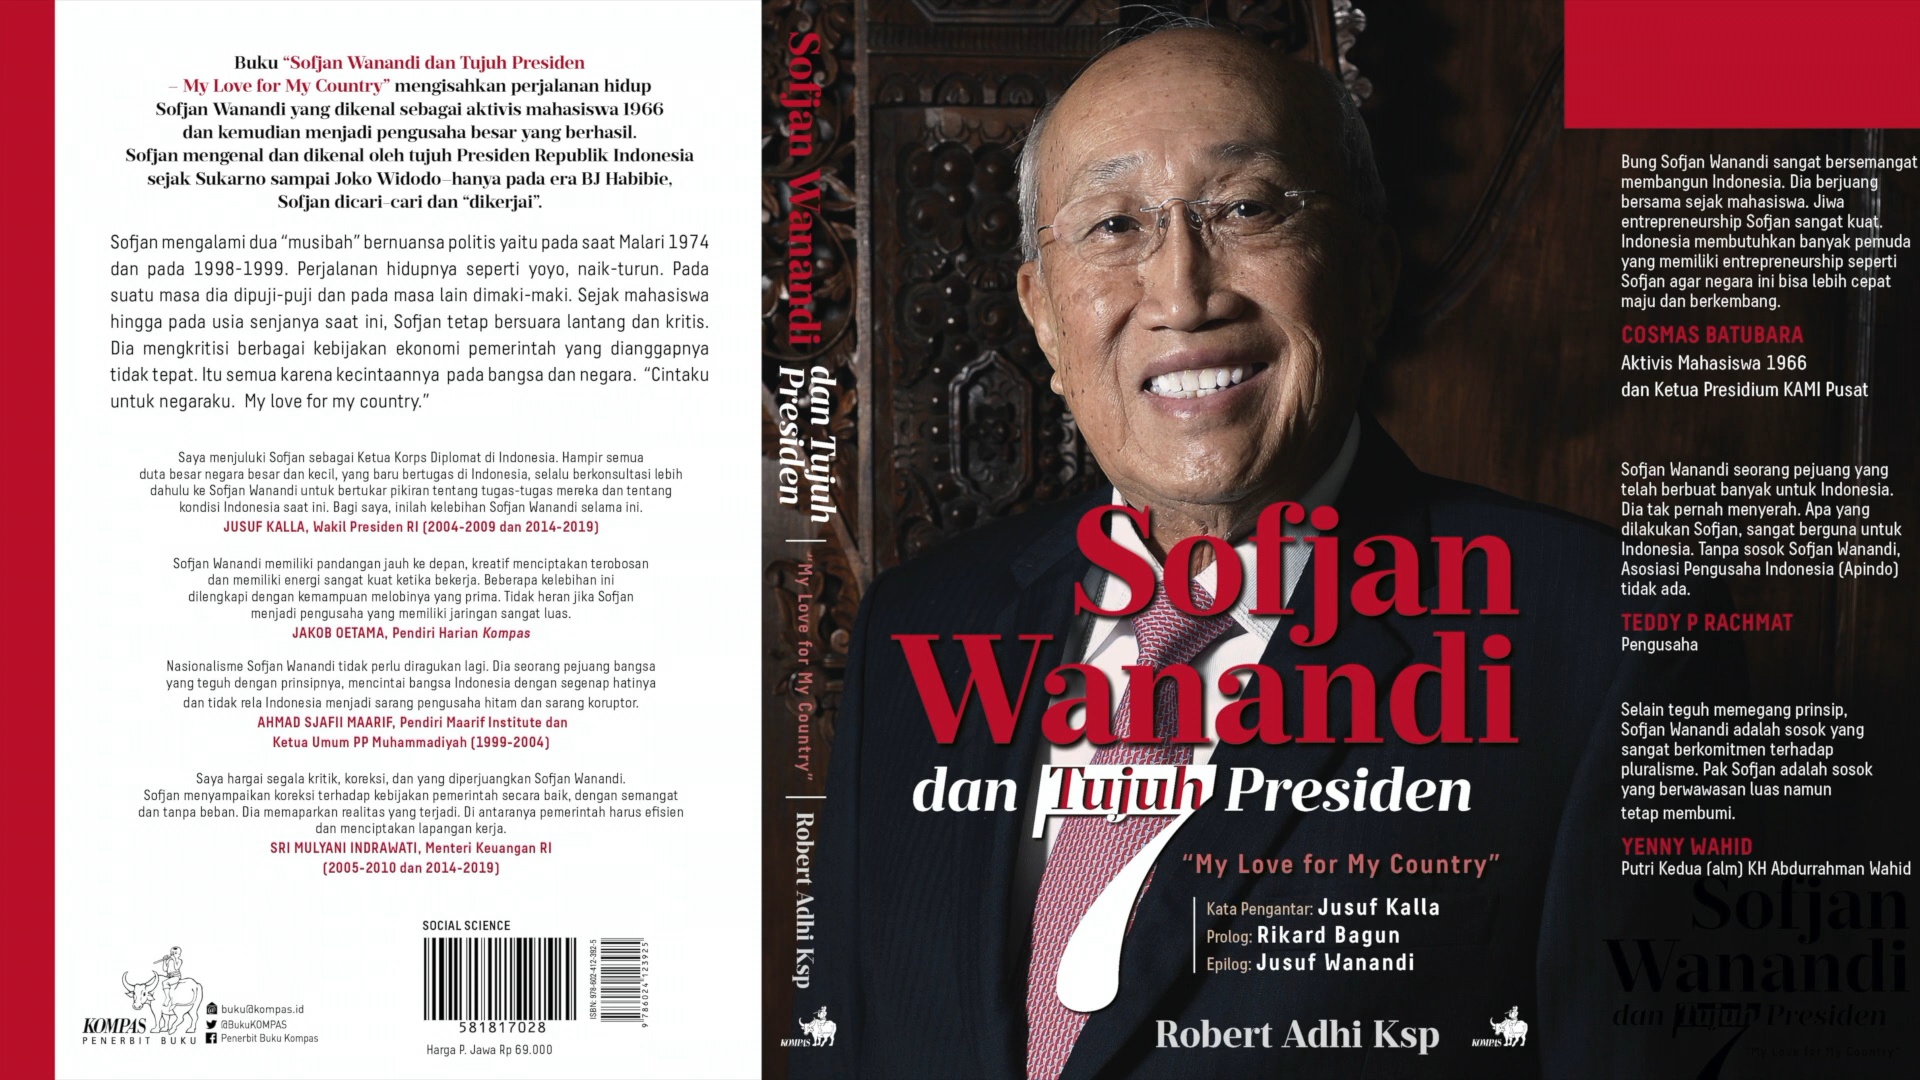 Buku “Sofjan Wanandi dan Tujuh Presiden
– My Love for My Country” mengisahkan perjalanan hidup
Sofjan Wanandi yang dikenal sebagai aktivis mahasiswa 1966
dan kemudian menjadi pengusaha besar yang berhasil.
Sofjan mengenal dan dikenal oleh tujuh Presiden Republik Indonesia
sejak Sukarno sampai Joko Widodo–hanya pada era BJ Habibie,
Sofjan dicari-cari dan “dikerjai”.
Sofjan mengalami dua “musibah” bernuansa politis yaitu pada saat Malari 1974
dan pada 1998-1999. Perjalanan hidupnya seperti yoyo, naik-turun. Pada
suatu masa dia dipuji-puji dan pada masa lain dimaki-maki. Sejak mahasiswa
hingga pada usia senjanya saat ini, Sofjan tetap bersuara lantang dan kritis.
Dia mengkritisi berbagai kebijakan ekonomi pemerintah yang dianggapnya
tidak tepat. Itu semua karena kecintaannya pada bangsa dan negara. “Cintaku
untuk negaraku. My love for my country.”
Saya menjuluki Sofjan sebagai Ketua Korps Diplomat di Indonesia. Hampir semua
duta besar negara besar dan kecil, yang baru bertugas di Indonesia, selalu berkonsultasi lebih
dahulu ke Sofjan Wanandi untuk bertukar pikiran tentang tugas-tugas mereka dan tentang
kondisi Indonesia saat ini. Bagi saya, inilah kelebihan Sofjan Wanandi selama ini.
JUSUF KALLA, Wakil Presiden RI (2004-2009 dan 2014-2019)
Sofjan Wanandi memiliki pandangan jauh ke depan, kreatif menciptakan terobosan
dan memiliki energi sangat kuat ketika bekerja. Beberapa kelebihan ini
dilengkapi dengan kemampuan melobinya yang prima. Tidak heran jika Sofjan
menjadi pengusaha yang memiliki jaringan sangat luas.
JAKOB OETAMA, Pendiri Harian Kompas
Nasionalisme Sofjan Wanandi tidak perlu diragukan lagi. Dia seorang pejuang bangsa
yang teguh dengan prinsipnya, mencintai bangsa Indonesia dengan segenap hatinya
dan tidak rela Indonesia menjadi sarang pengusaha hitam dan sarang koruptor.
AHMAD SJAFII MAARIF, Pendiri Maarif Institute dan
Ketua Umum PP Muhammadiyah (1999-2004)
Saya hargai segala kritik, koreksi, dan yang diperjuangkan Sofjan Wanandi.
Sofjan menyampaikan koreksi terhadap kebijakan pemerintah secara baik, dengan semangat
dan tanpa beban. Dia memaparkan realitas yang terjadi. Di antaranya pemerintah harus efisien
dan menciptakan lapangan kerja.
SRI MULYANI INDRAWATI, Menteri Keuangan RI
(2005-2010 dan 2014-2019)
KOMPAS
PENERBIT BUKU
buku@kompas.id
@BukuKOMPAS
Penerbit Buku Kompas
SOCIAL SCIENCE
581817028
ISBN: 978-602-412-392-5
9 786024 123925
Harga P. Jawa Rp 69.000
Sofjan Wanandi
dan Tujuh
Presiden
“My Love for My Country”
Robert Adhi Ksp
KOMPAS
Sofjan
Wanandi
dan Tujuh Presiden
7
“My Love for My Country”
Kata Pengantar: Jusuf Kalla
Prolog: Rikard Bagun
Epilog: Jusuf Wanandi
Robert Adhi Ksp
KOMPAS
Bung Sofjan Wanandi sangat bersemangat
membangun Indonesia. Dia berjuang
bersama sejak mahasiswa. Jiwa
entrepreneurship Sofjan sangat kuat.
Indonesia membutuhkan banyak pemuda
yang memiliki entrepreneurship seperti
Sofjan agar negara ini bisa lebih cepat
maju dan berkembang.
COSMAS BATUBARA
Aktivis Mahasiswa 1966
dan Ketua Presidium KAMI Pusat
Sofjan Wanandi seorang pejuang yang
telah berbuat banyak untuk Indonesia.
Dia tak pernah menyerah. Apa yang
dilakukan Sofjan, sangat berguna untuk
Indonesia. Tanpa sosok Sofjan Wanandi,
Asosiasi Pengusaha Indonesia (Apindo)
tidak ada.
TEDDY P RACHMAT
Pengusaha
Selain teguh memegang prinsip,
Sofjan Wanandi adalah sosok yang
sangat berkomitmen terhadap
pluralisme. Pak Sofjan adalah sosok
yang berwawasan luas namun
tetap membumi.
YENNY WAHID
Putri Kedua (alm) KH Abdurrahman Wahid
Sofjan
Wanandi
dan Tujuh Presiden
7
“My Love for My Country”